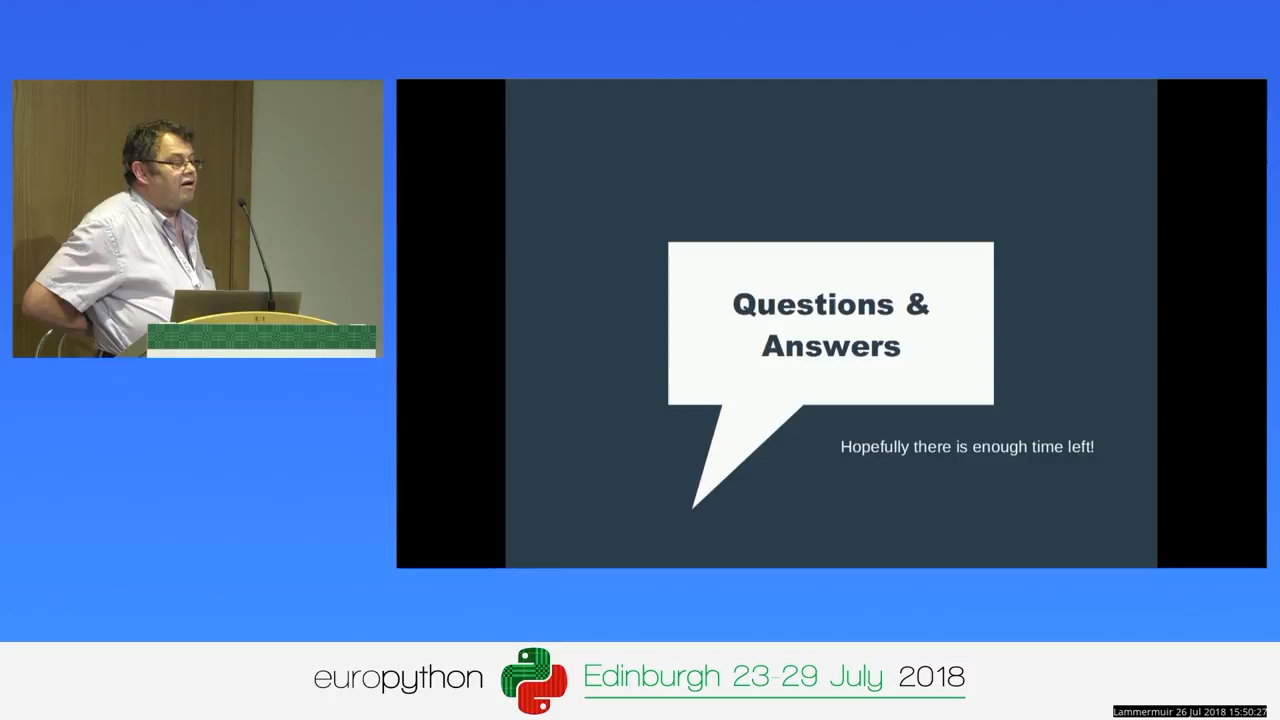 Questions &
Answers
Hopefully there is enough time left!
europython
Edinburgh 23-29 July 2018
Lammermuir 26 Jul 2018 15:50:27